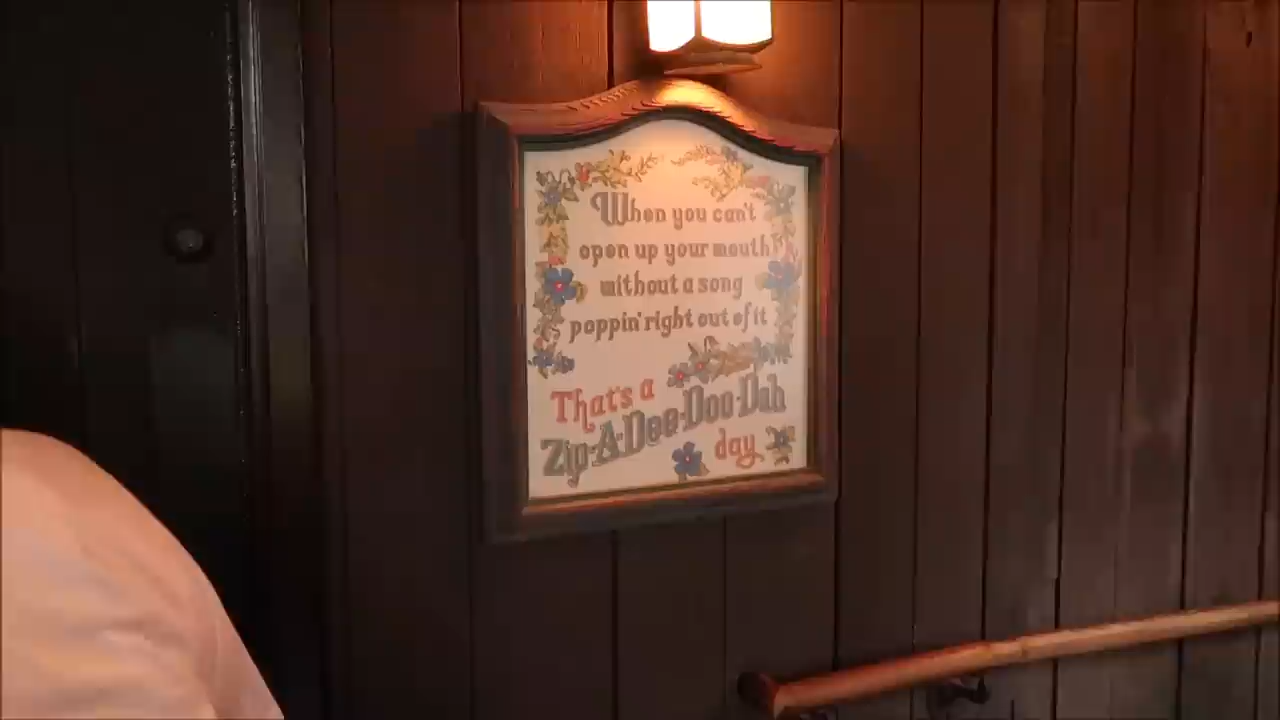 When you can't
open up your mouth
without a song
poppin' right out of it
That's a
Zip-A-Dee-Doo-Dah
day